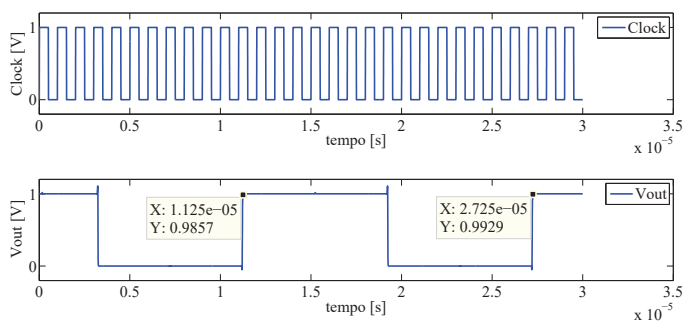 Clock [V]
1
0
Clock
0
0.5
1
1.5
2
2.5
3
3.5
tempo [s]
x 10⁻⁵
Vout [V]
1
0
Vout
X: 1.125e−05
Y: 0.9857
X: 2.725e−05
Y: 0.9929
0
0.5
1
1.5
2
2.5
3
3.5
tempo [s]
x 10⁻⁵